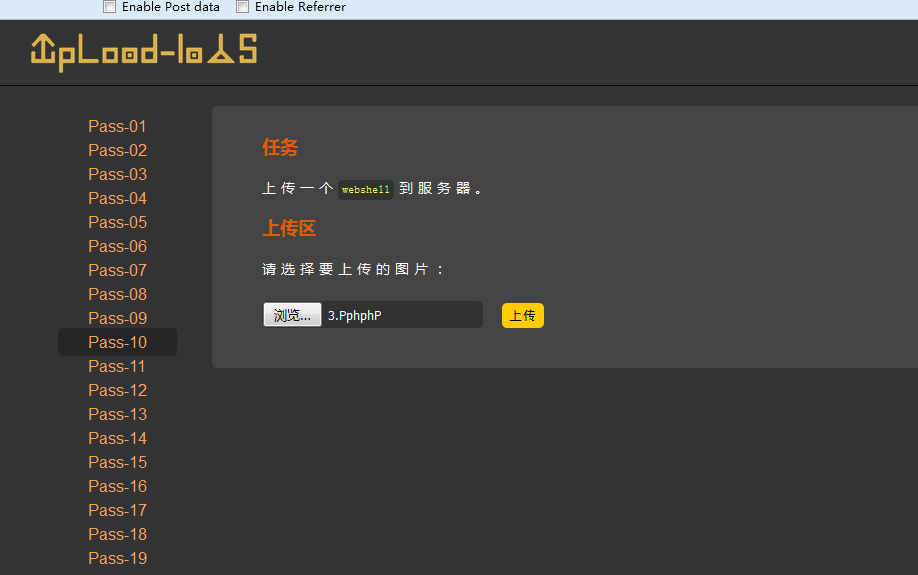 Enable Post data Enable Referrer
UpLoad-labs
Pass-01
Pass-02
Pass-03
Pass-04
Pass-05
Pass-06
Pass-07
Pass-08
Pass-09
Pass-10
Pass-11
Pass-12
Pass-13
Pass-14
Pass-15
Pass-16
Pass-17
Pass-18
Pass-19
任务
上传一个 webshell 到服务器。
上传区
请选择要上传的图片：
浏览... 3.PphphP 上传